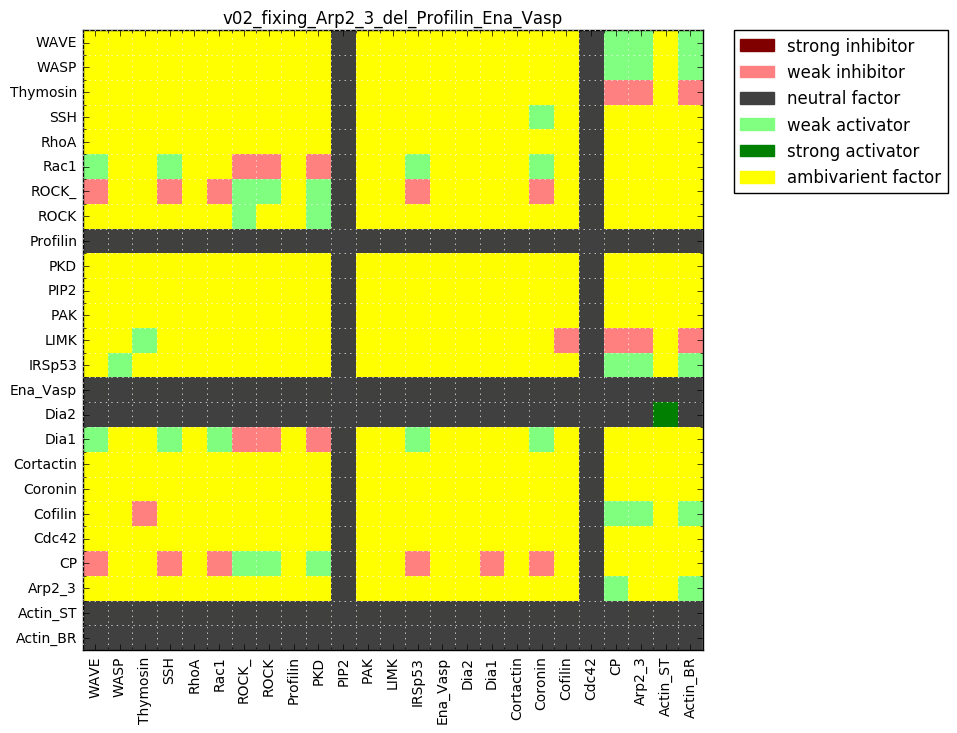 v02_fixing_Arp2_3_del_Profilin_Ena_Vasp
WAVE
WASP
Thymosin
SSH
RhoA
Rac1
ROCK_
ROCK
Profilin
PKD
PIP2
PAK
LIMK
IRSp53
Ena_Vasp
Dia2
Dia1
Cortactin
Coronin
Cofilin
Cdc42
CP
Arp2_3
Actin_ST
Actin_BR
WAVE
WASP
Thymosin
SSH
RhoA
Rac1
ROCK_
ROCK
Profilin
PKD
PIP2
PAK
LIMK
IRSp53
Ena_Vasp
Dia2
Dia1
Cortactin
Coronin
Cofilin
Cdc42
CP
Arp2_3
Actin_ST
Actin_BR
strong inhibitor
weak inhibitor
neutral factor
weak activator
strong activator
ambivarient factor